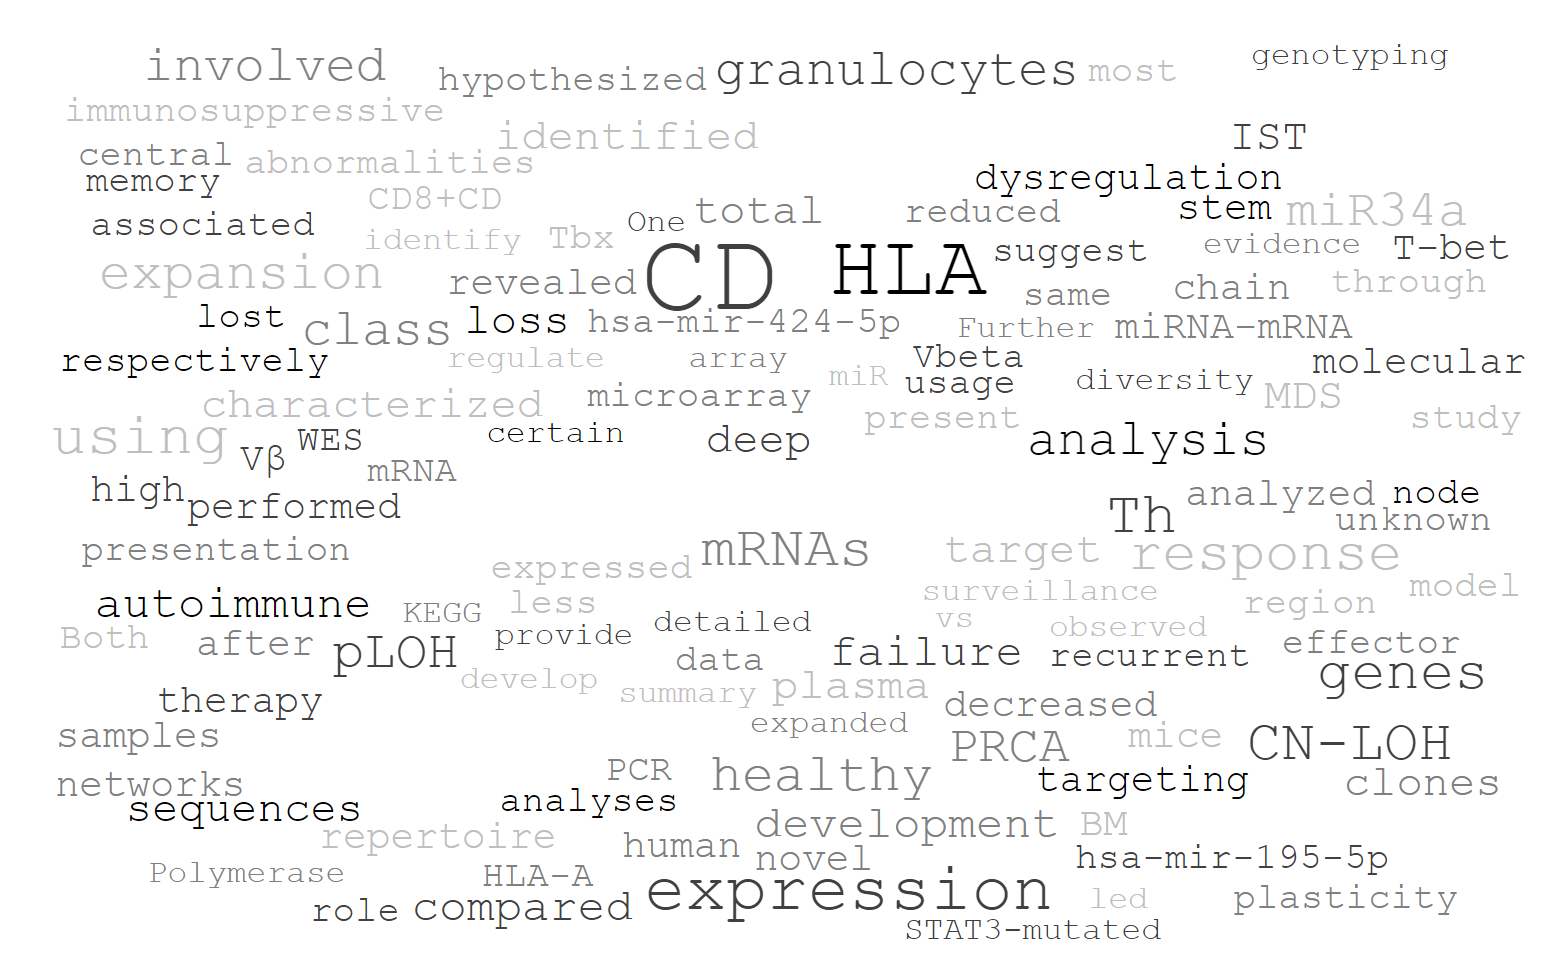 involved hypothesized granulocytes most genotyping
immunosuppressive identified IST
central abnormalities dysregulation
memory CD8+CD stem miR34a
associated One total reduced
identify Tbx suggest evidence T-bet
expansion revealed CD HLA same chain through
lost class loss hsa-mir-424-5p Further miRNA-mRNA
respectively regulate array Vbeta molecular
characterized microarray miR usage diversity MDS
using WES certain deep present analysis study
Vβ mRNA
high performed Th analyzed node
unknown
presentation expressed mRNAs target response
autoimmune KEGG less surveillance region model
Both after pLOH provide detailed vs observed effector
data failure recurrent genes
therapy develop summary plasma decreased
samples expanded PRCA mice CN-LOH
networks PCR healthy targeting clones
sequences analyses development BM
repertoire human novel hsa-mir-195-5p
Polymerase HLA-A expression led plasticity
role compared STAT3-mutated